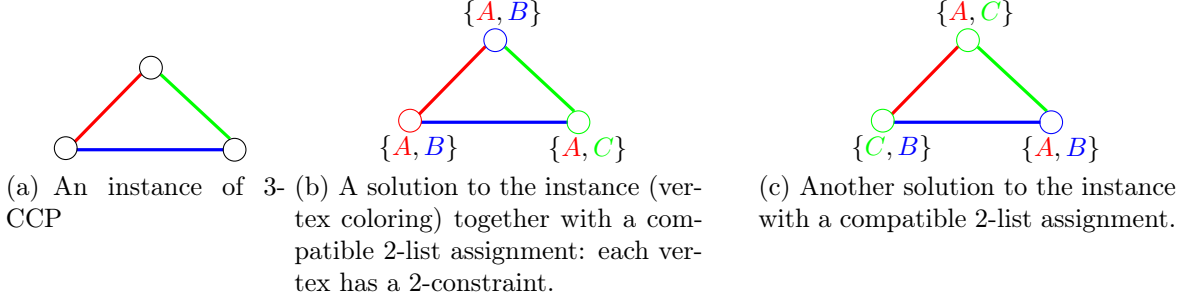 {A, B}
{A, B}
{A, C}
{A, C}
{C, B}
{A, B}
(a) An instance of 3-
CCP
(b) A solution to the instance (ver-
tex coloring) together with a com-
patible 2-list assignment: each ver-
tex has a 2-constraint.
(c) Another solution to the instance
with a compatible 2-list assignment.